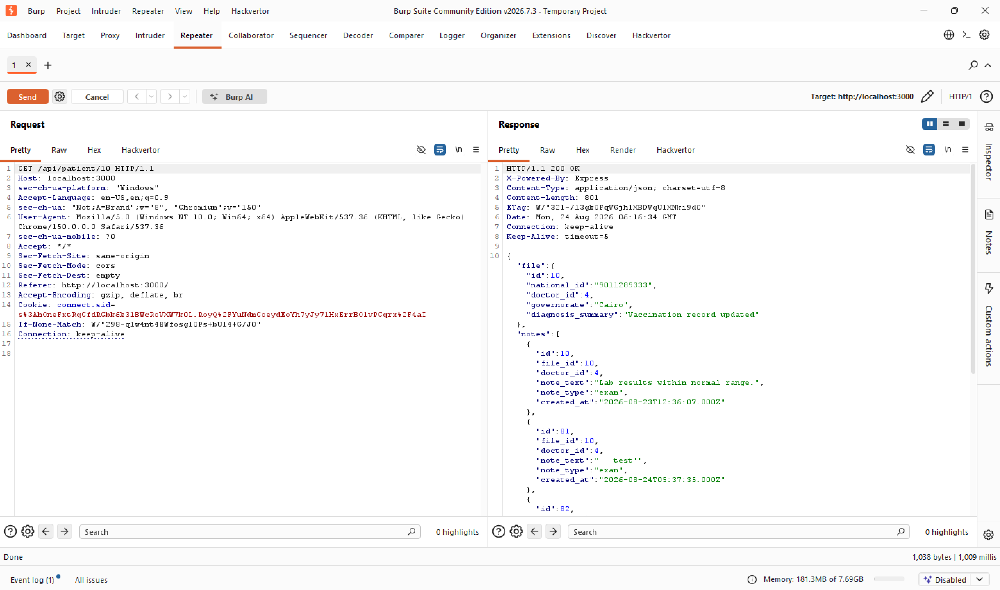 Burp Project Intruder Repeater View Help Hackvertor
Burp Suite Community Edition v2026.7.3 - Temporary Project
Dashboard Target Proxy Intruder Repeater Collaborator Sequencer Decoder Comparer Logger Organizer Extensions Discover Hackvertor
1
Send Cancel Burp AI
Target: http://localhost:3000 HTTP/1
Request
Pretty Raw Hex Hackvertor \n
1 GET /api/patient/10 HTTP/1.1
2 Host: localhost:3000
3 sec-ch-ua-platform: "Windows"
4 Accept-Language: en-US,en;q=0.9
5 sec-ch-ua: "Not;A=Brand";v="8", "Chromium";v="150"
6 User-Agent: Mozilla/5.0 (Windows NT 10.0; Win64; x64) AppleWebKit/537.36 (KHTML, like Gecko)
Chrome/150.0.0.0 Safari/537.36
7 sec-ch-ua-mobile: ?0
8 Accept: */*
9 Sec-Fetch-Site: same-origin
10 Sec-Fetch-Mode: cors
11 Sec-Fetch-Dest: empty
12 Referer: http://localhost:3000/
13 Accept-Encoding: gzip, deflate, br
14 Cookie: connect.sid=
15 If-None-Match:
16 Connection: keep-alive
17
18
Search
0 highlights
Response
Pretty Raw Hex Render Hackvertor \n
1 HTTP/1.1 200 OK
2 X-Powered-By: Express
3 Content-Type: application/json; charset=utf-8
4 Content-Length: 801
5 ETag:
6 Date: Mon, 24 Aug 2026 06:16:34 GMT
7 Connection: keep-alive
8 Keep-Alive: timeout=5
9
10 {
"file":{
"id":10,
"national_id":"9011289333",
"doctor_id":4,
"governorate":"Cairo",
"diagnosis_summary":"Vaccination record updated"
},
"notes":[
{
"id":10,
"file_id":10,
"doctor_id":4,
"note_text":"Lab results within normal range.",
"note_type":"exam",
"created_at":"2026-08-23T12:36:07.000Z"
},
{
"id":81,
"file_id":10,
"doctor_id":4,
"note_text":"   test'",
"note_type":"exam",
"created_at":"2026-08-24T05:37:35.000Z"
},
{
"id":82,
Search
0 highlights
Inspector
Notes
Custom actions
Done
1,038 bytes | 1,009 millis
Event log (1) All issues
Memory: 181.3MB of 7.69GB
Disabled